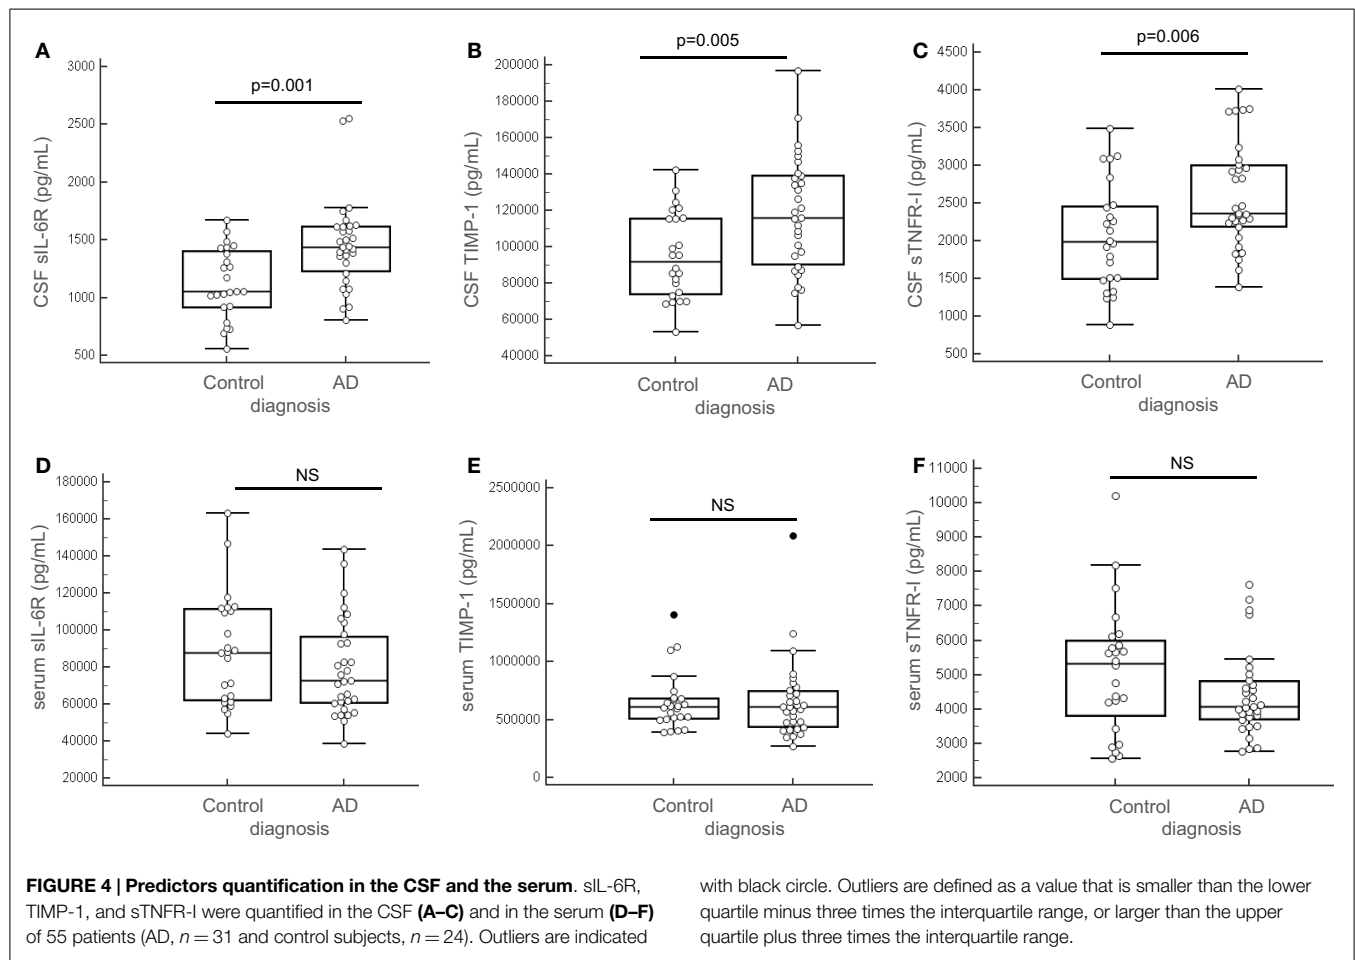 A
p=0.001
3000
2500
2000
1500
1000
500
CSF sIL-6R (pg/mL)
Control
AD
diagnosis
B
p=0.005
200000
180000
160000
140000
120000
100000
80000
60000
40000
CSF TIMP-1 (pg/mL)
Control
AD
diagnosis
C
p=0.006
4500
4000
3500
3000
2500
2000
1500
1000
500
CSF sTNFR-I (pg/mL)
Control
AD
diagnosis
D
NS
180000
160000
140000
120000
100000
80000
60000
40000
20000
serum sIL-6R (pg/mL)
Control
AD
diagnosis
E
NS
2500000
2000000
1500000
1000000
500000
0
serum TIMP-1 (pg/mL)
Control
AD
diagnosis
F
NS
11000
10000
9000
8000
7000
6000
5000
4000
3000
2000
serum sTNFR-I (pg/mL)
Control
AD
diagnosis
FIGURE 4 | Predictors quantification in the CSF and the serum. sIL-6R,
TIMP-1, and sTNFR-I were quantified in the CSF (A–C) and in the serum (D–F)
of 55 patients (AD, n = 31 and control subjects, n = 24). Outliers are indicated
with black circle. Outliers are defined as a value that is smaller than the lower
quartile minus three times the interquartile range, or larger than the upper
quartile plus three times the interquartile range.